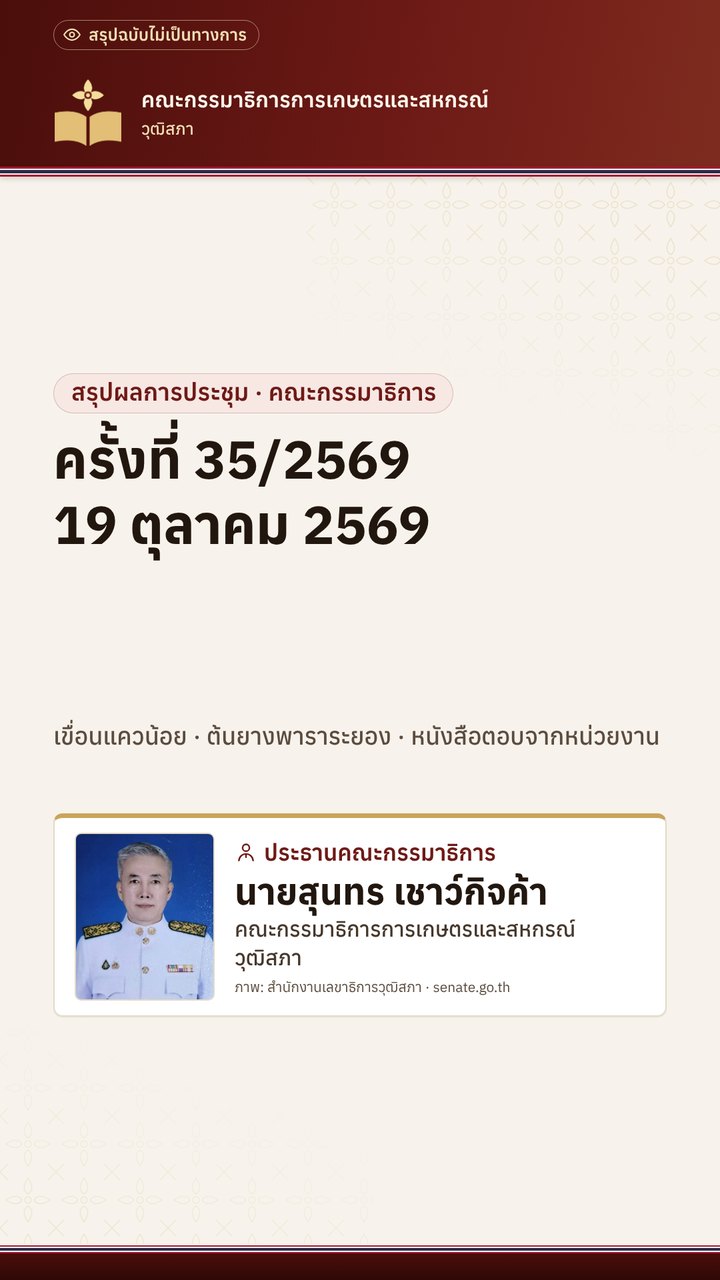 สรุปฉบับไม่เป็นทางการ
คณะกรรมาธิการการเกษตรและสหกรณ์
วุฒิสภา
สรุปผลการประชุม · คณะกรรมาธิการ
ครั้งที่ 35/2569
19 ตุลาคม 2569
เขื่อนแควน้อย · ต้นยางพาราระยอง · หนังสือตอบจากหน่วยงาน
ประธานคณะกรรมาธิการ
นายสุนทร เชาว์กิจค้า
คณะกรรมาธิการการเกษตรและสหกรณ์
วุฒิสภา
ภาพ: สำนักงานเลขาธิการวุฒิสภา · senate.go.th